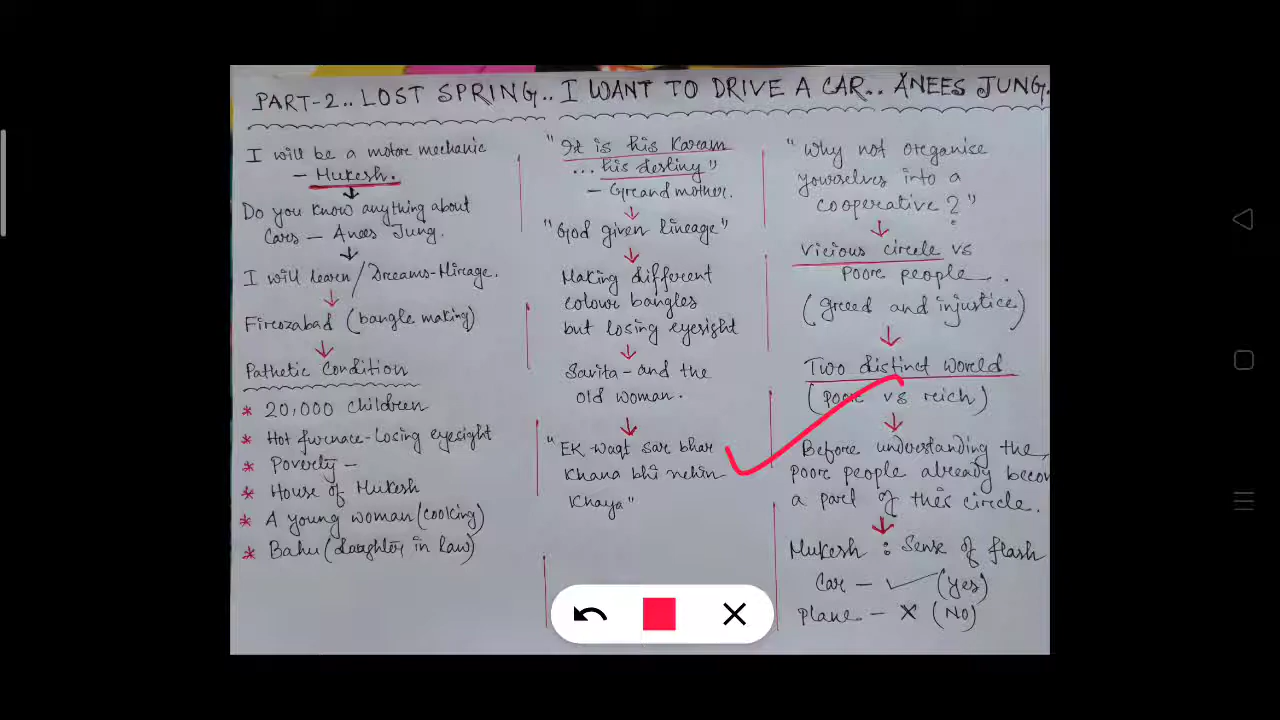 PART-2.. LOST SPRING.. I WANT TO DRIVE A CAR.. ANEES JUNG.
I will be a motor mechanic
- Mukesh.
Do you know anything about
Cars - Anees Jung.
I will learn/Dreams-Mirage.
Firozabad (bangle making)
Pathetic Condition
* 20,000 children
* Hot furnace-Losing eyesight
* Poverty -
* House of Mukesh
* A young woman (cooking)
* Bahu (daughter in law)
"It is his Karam
... his destiny"
- Grand mother.
"God given lineage"
Making different
colour bangles
but losing eyesight
Savita - and the
old woman.
"EK waqt sar bhar
Khana bhi nehin
Khaya"
"Why not organise
yourselves into a
cooperative?"
Vicious circle vs
Poor people.
(greed and injustice)
Two distinct world
(Poor vs rich)
Before understanding the
poor people already becom
a part of this circle.
Mukesh : Sense of flash
Car - ✓ (yes)
Plane - X (NO)